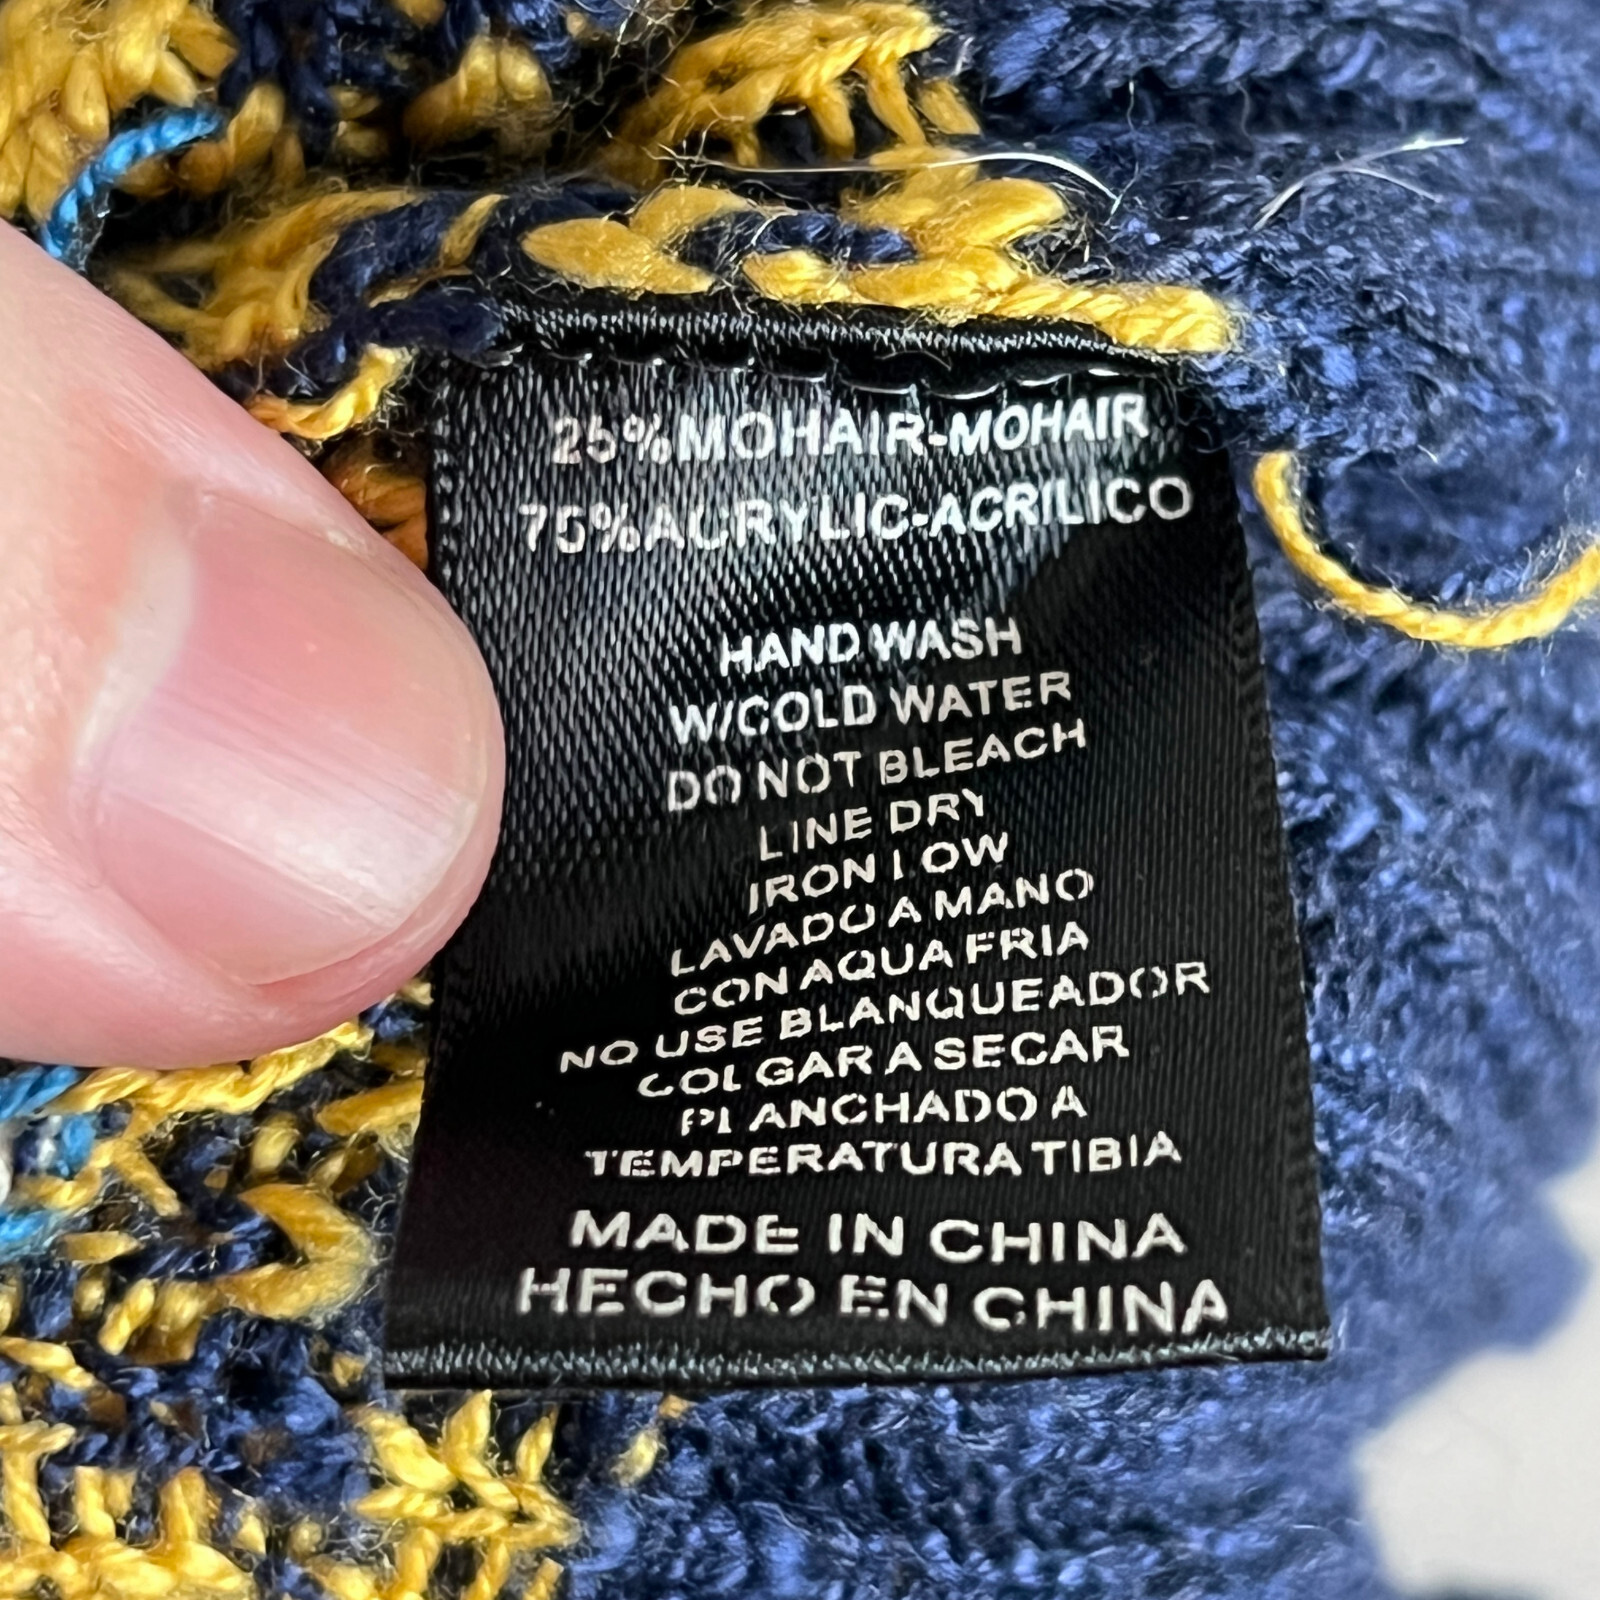 25%MOHAIR-MOHAIR
75%ACRYLIC-ACRILICO
HAND WASH
W/COLD WATER
DO NOT BLEACH
LINE DRY
IRON LOW
LAVADO A MANO
CON AQUA FRIA
NO USE BLANQUEADOR
COLGAR A SECAR
PLANCHADO A
TEMPERATURA TIBIA
MADE IN CHINA
HECHO EN CHINA